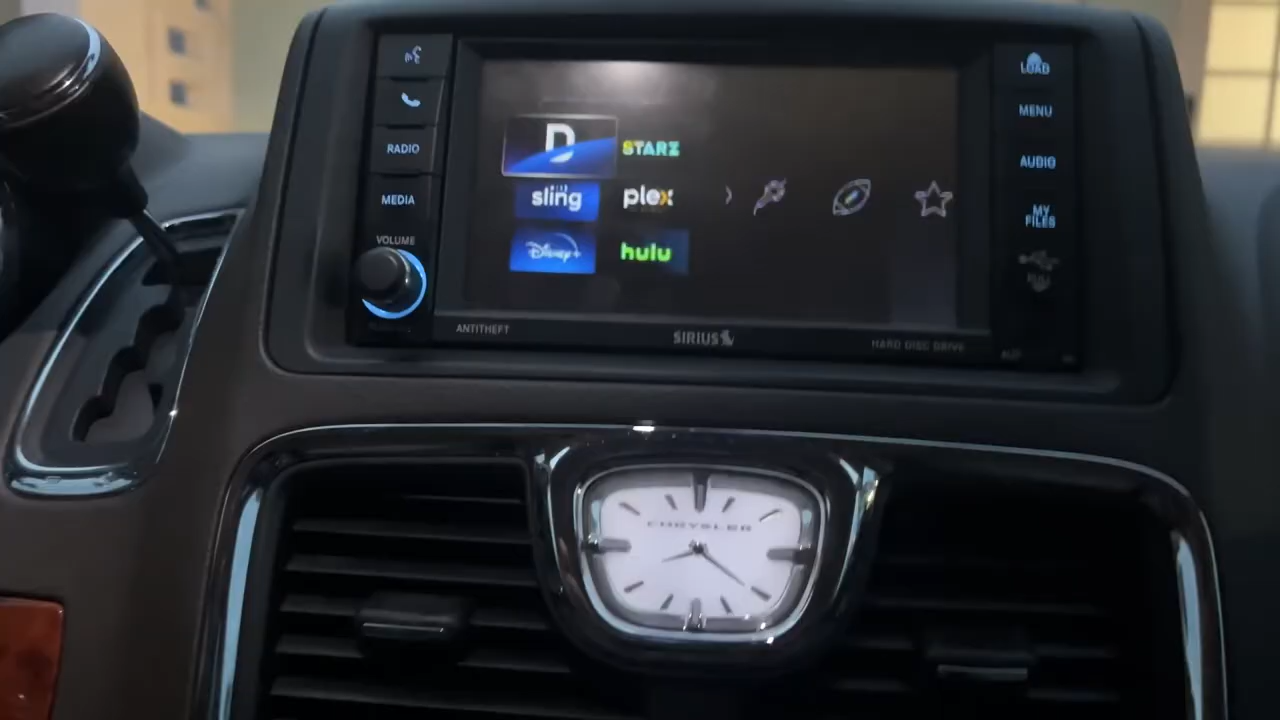 LOAD
MENU
RADIO
AUDIO
MEDIA
MY
FILES
VOLUME
D
STARZ
sling
plex
Disney+
hulu
ANTITHEFT
SIRIUS
HARD DISC DRIVE
CHRYSLER